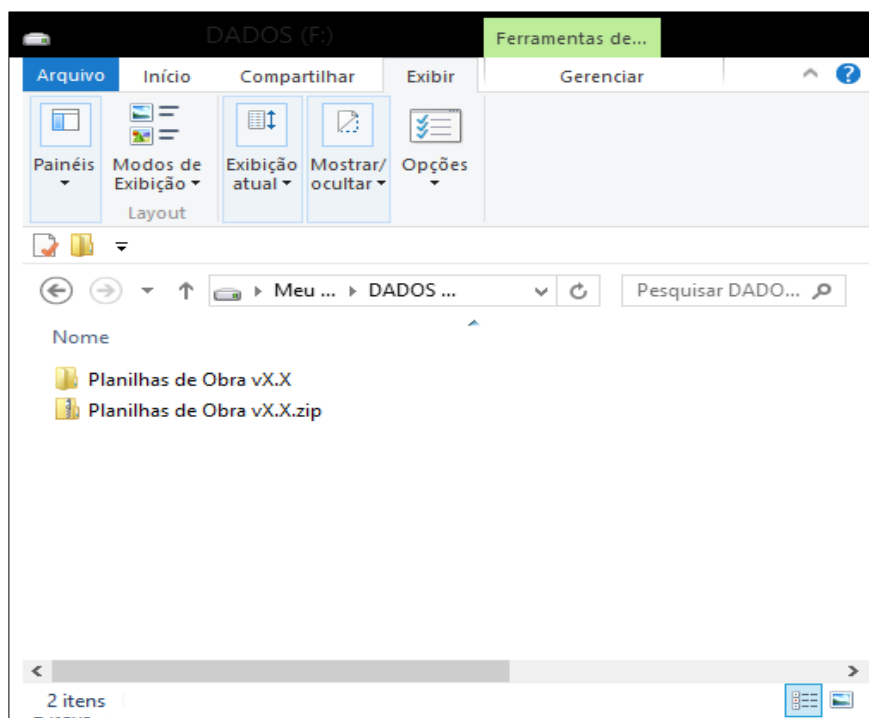 DADOS (F:)
Ferramentas de...
Arquivo Início Compartilhar Exibir Gerenciar
Painéis Modos de Exibição Exibição atual Mostrar/ ocultar Opções
Layout
Meu ... DADOS ... Pesquisar DADO...
Nome
Planilhas de Obra vX.X
Planilhas de Obra vX.X.zip
2 itens